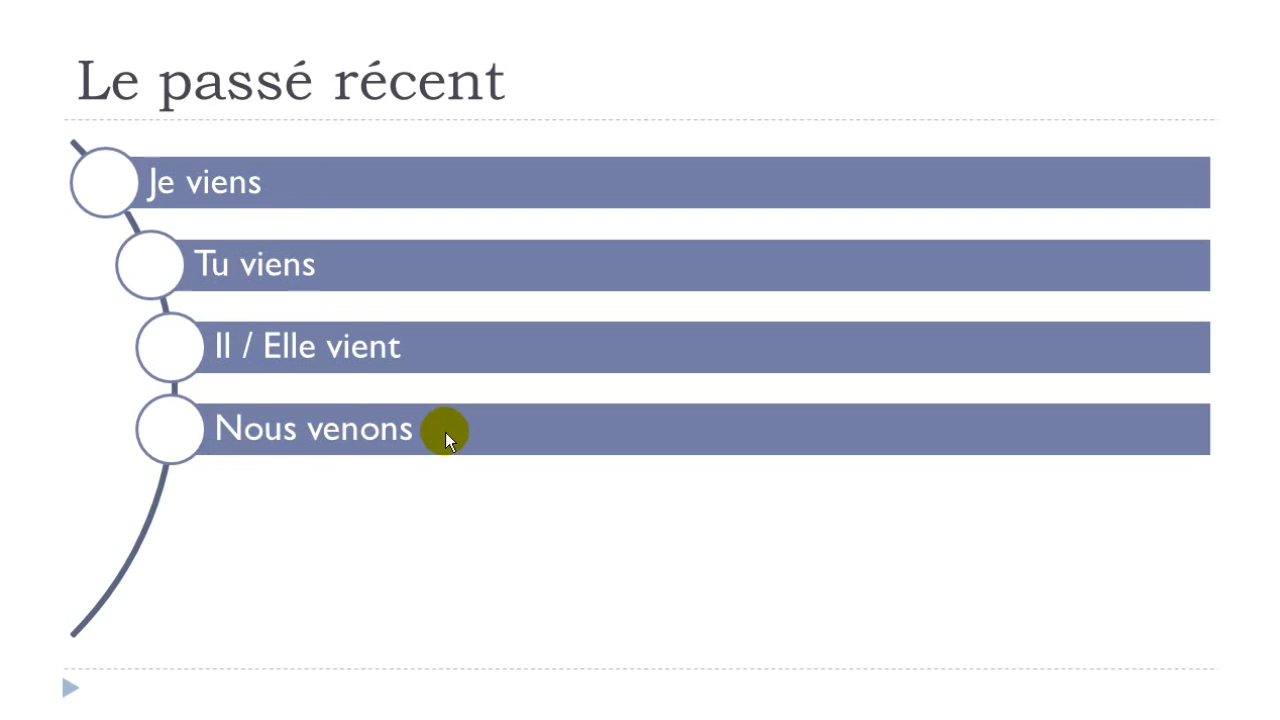 Le passé récent
Je viens
Tu viens
Il / Elle vient
Nous venons